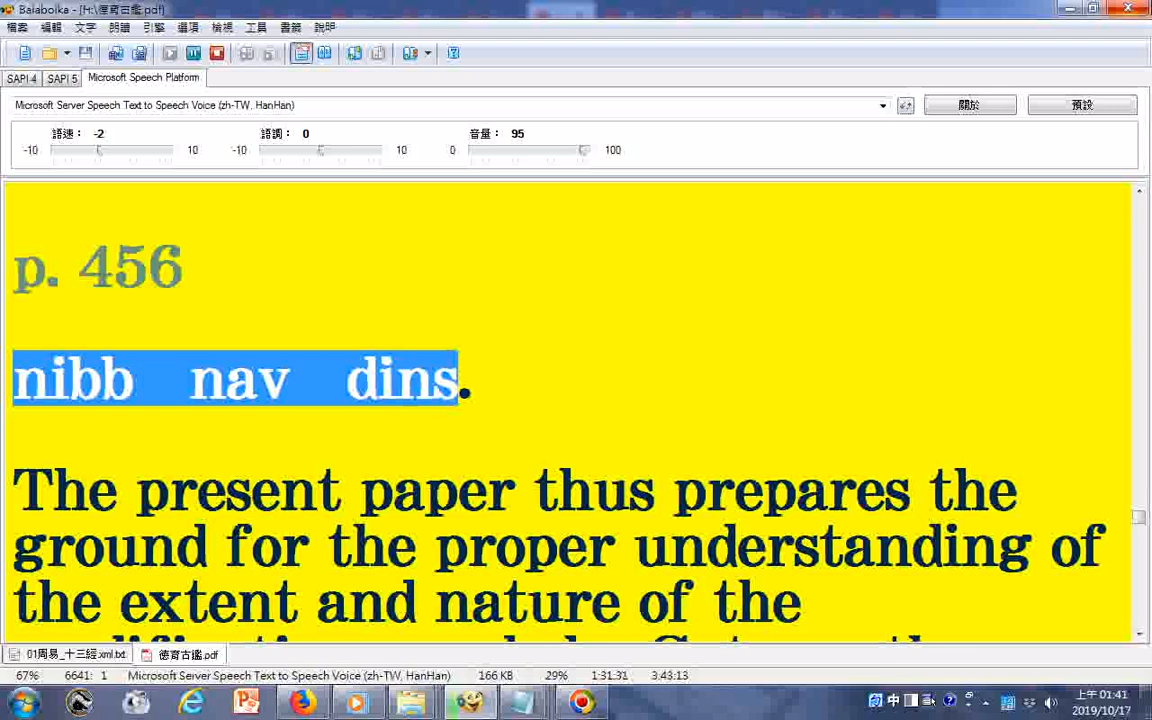 Balabolka - [H:\德育古鑑.pdf]
檔案 編輯 文字 朗讀 引擎 選項 檢視 工具 書籤 說明
SAPI 4 SAPI 5 Microsoft Speech Platform
Microsoft Server Speech Text to Speech Voice (zh-TW, HanHan) 關於 預設
語速： -2 語調： 0 音量： 95
-10 10 -10 10 0 100
p. 456
nibb nav dins.
The present paper thus prepares the
ground for the proper understanding of
the extent and nature of the
01周易_十三經.xml.txt 德育古鑑.pdf
67% 6641: 1 Microsoft Server Speech Text to Speech Voice (zh-TW, HanHan) 166 KB 29% 1:31:31 3:43:13
中 上午 01:41
2019/10/17